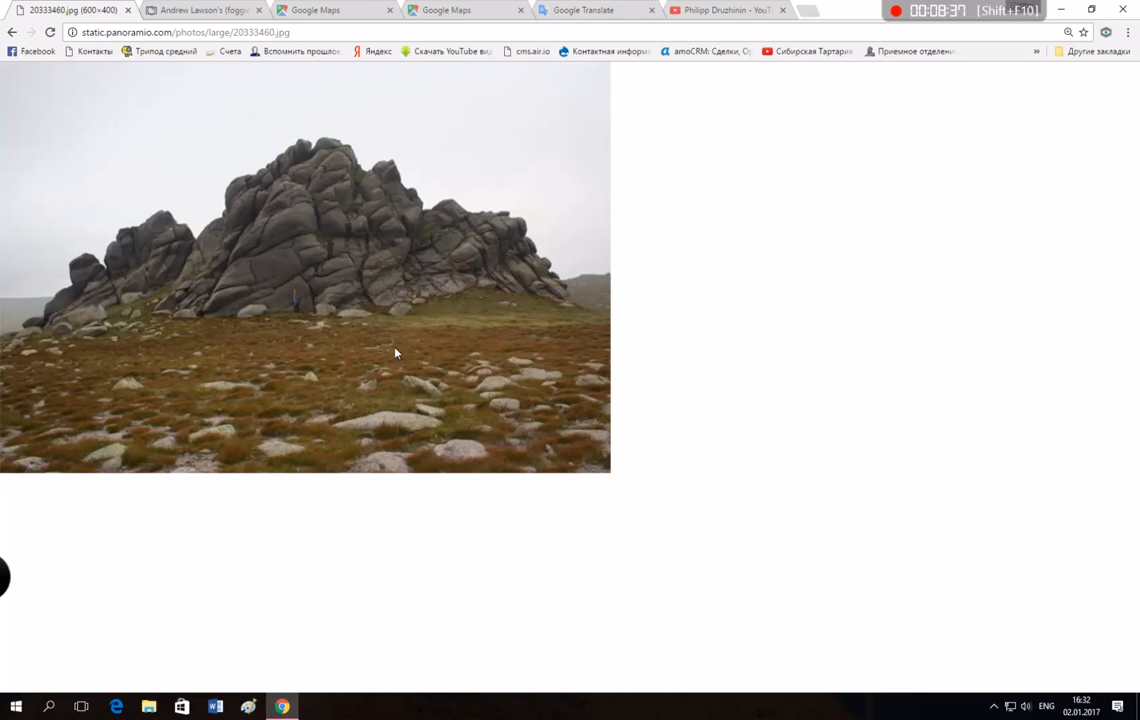 20333460.jpg (600×400)
Andrew Lawson's (foggie
Google Maps
Google Maps
Google Translate
Philipp Druzhinin - YouT
00:08:37 [Shift+F10]
static.panoramio.com/photos/large/20333460.jpg
Facebook
Контакты
Трипод средний
Счета
Вспомнить прошлое
Яндекс
Скачать YouTube ви
cms.air.io
Контактная информ
amoCRM: Сделки, О
Сибирская Тартари
Приемное отделени
»
Другие закладки
ENG
16:32
02.01.2017